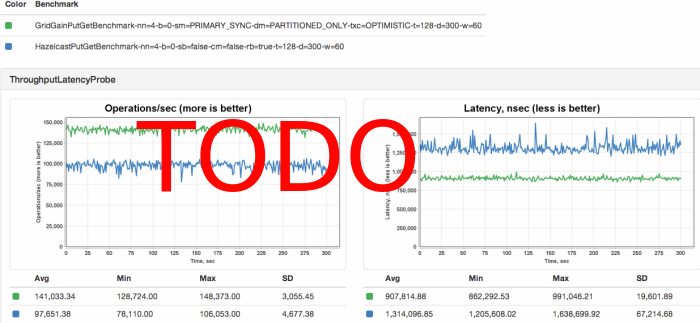 Color Benchmark
GridGainPutGetBenchmark-nn=4-b=0-sm=PRIMARY_SYNC-dm=PARTITIONED_ONLY-txc=OPTIMISTIC-t=128-d=300-w=60
HazelcastPutGetBenchmark-nn=4-b=0-sb=false-cm=false-rb=true-t=128-d=300-w=60
ThroughputLatencyProbe
Operations/sec (more is better)
150,000
125,000
100,000
75,000
50,000
25,000
0
Operations/sec (more is better)
0 25 50 75 100 125 150 175 200 225 250 275 300
Time, sec
Latency, nsec (less is better)
1,250,000
1,000,000
750,000
500,000
250,000
0
Latency, nsec (less is better)
0 25 50 75 100 125 150 175 200 225 250 275 300
Time, sec
TODO
Avg Min Max SD
141,033.34 128,724.00 148,373.00 3,055.45
97,651.38 78,110.00 106,053.00 4,677.38
Avg Min Max SD
907,814.88 862,292.53 991,046.21 19,601.89
1,314,096.85 1,205,608.02 1,638,699.92 67,214.68